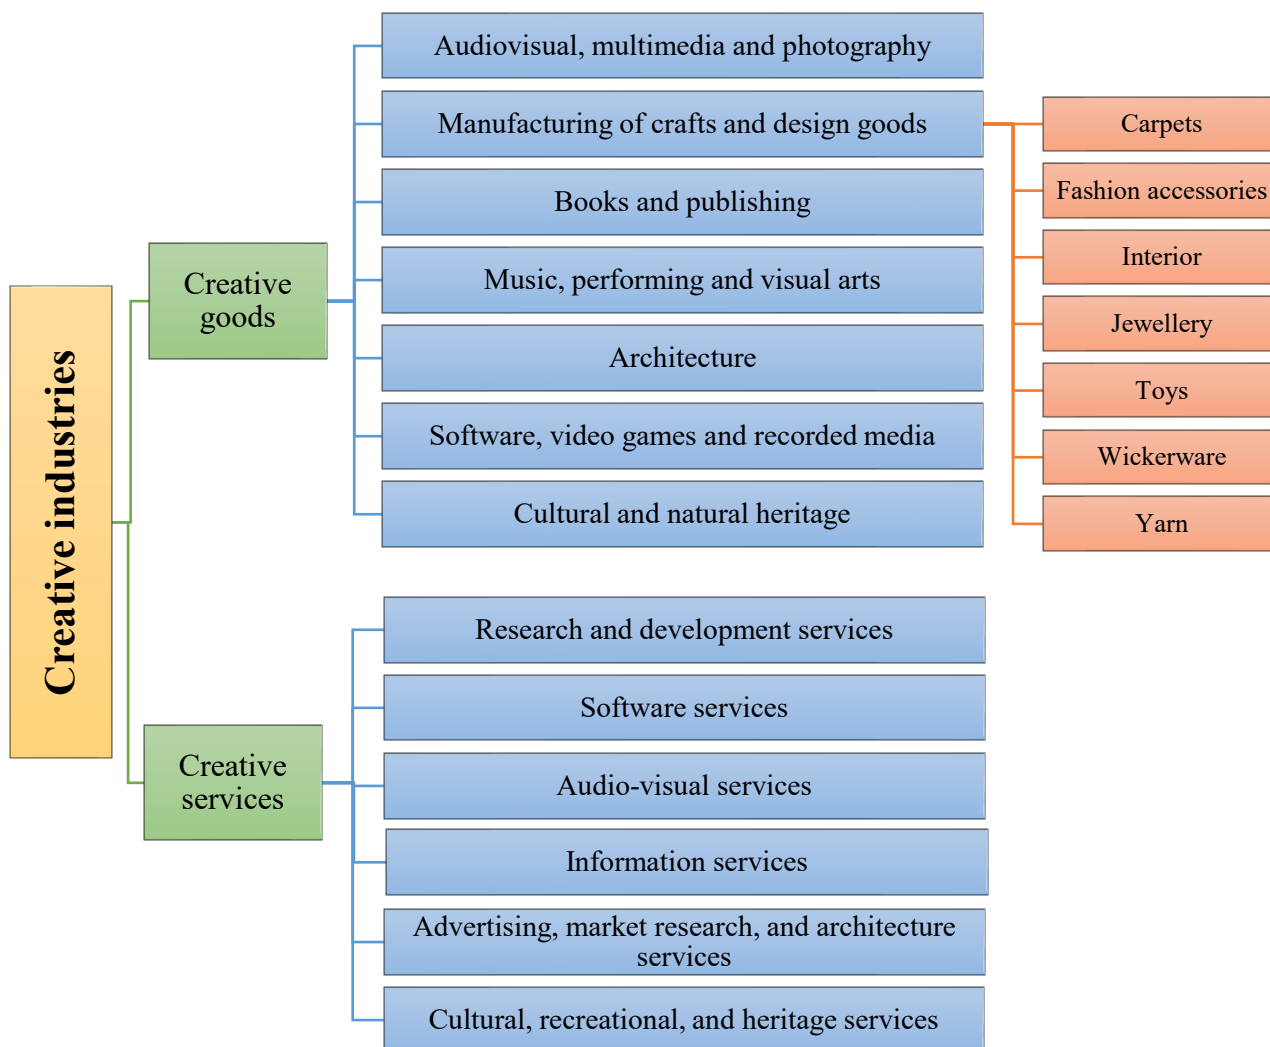 Creative industries
Creative
goods
Audiovisual, multimedia and photography
Manufacturing of crafts and design goods
Books and publishing
Music, performing and visual arts
Architecture
Software, video games and recorded media
Cultural and natural heritage
Carpets
Fashion accessories
Interior
Jewellery
Toys
Wickerware
Yarn
Creative
services
Research and development services
Software services
Audio-visual services
Information services
Advertising, market research, and architecture
services
Cultural, recreational, and heritage services